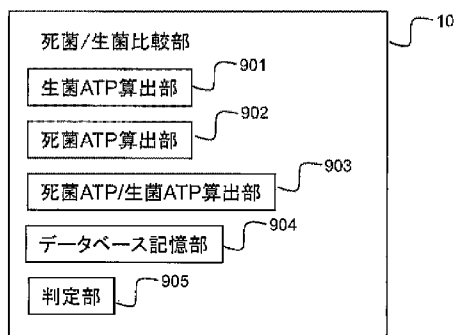 死菌/生菌比較部
10
生菌ATP算出部
901
死菌ATP算出部
902
死菌ATP/生菌ATP算出部
903
データベース記憶部
904
判定部
905